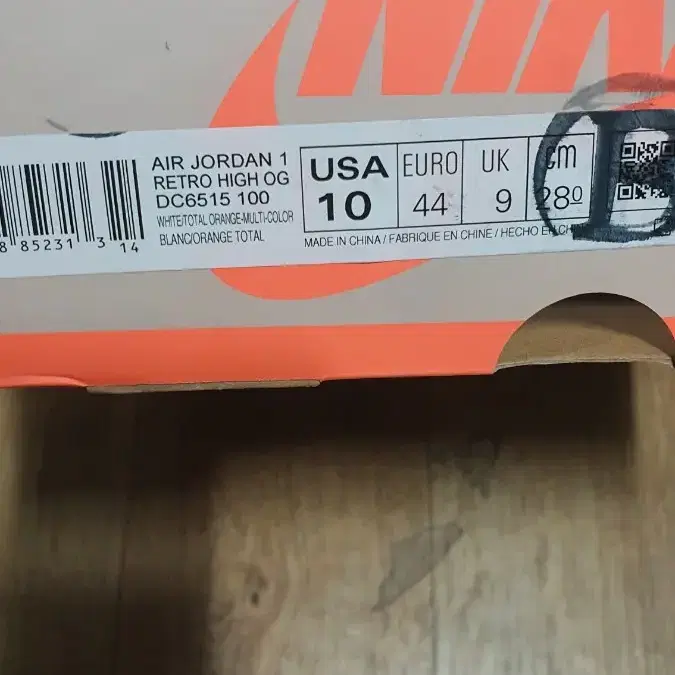 NIK
AIR JORDAN 1
RETRO HIGH OG
DC6515 100
WHITE/TOTAL ORANGE-MULTI-COLOR
BLANC/ORANGE TOTAL
8 85231 3 14
USA
10
EURO
44
UK
9
cm
28.0
B
MADE IN CHINA / FABRIQUE EN CHINE / HECHO EN